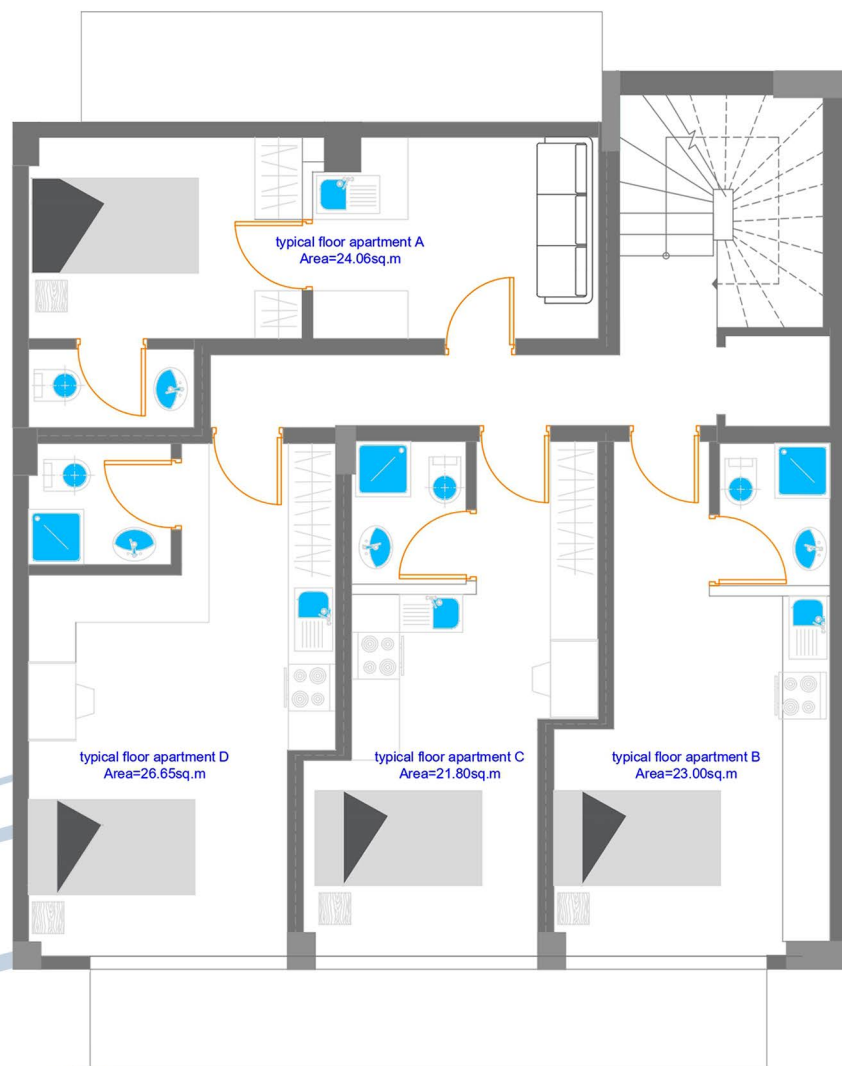 typical floor apartment A
Area=24.06sq.m
typical floor apartment D
Area=26.65sq.m
typical floor apartment C
Area=21.80sq.m
typical floor apartment B
Area=23.00sq.m